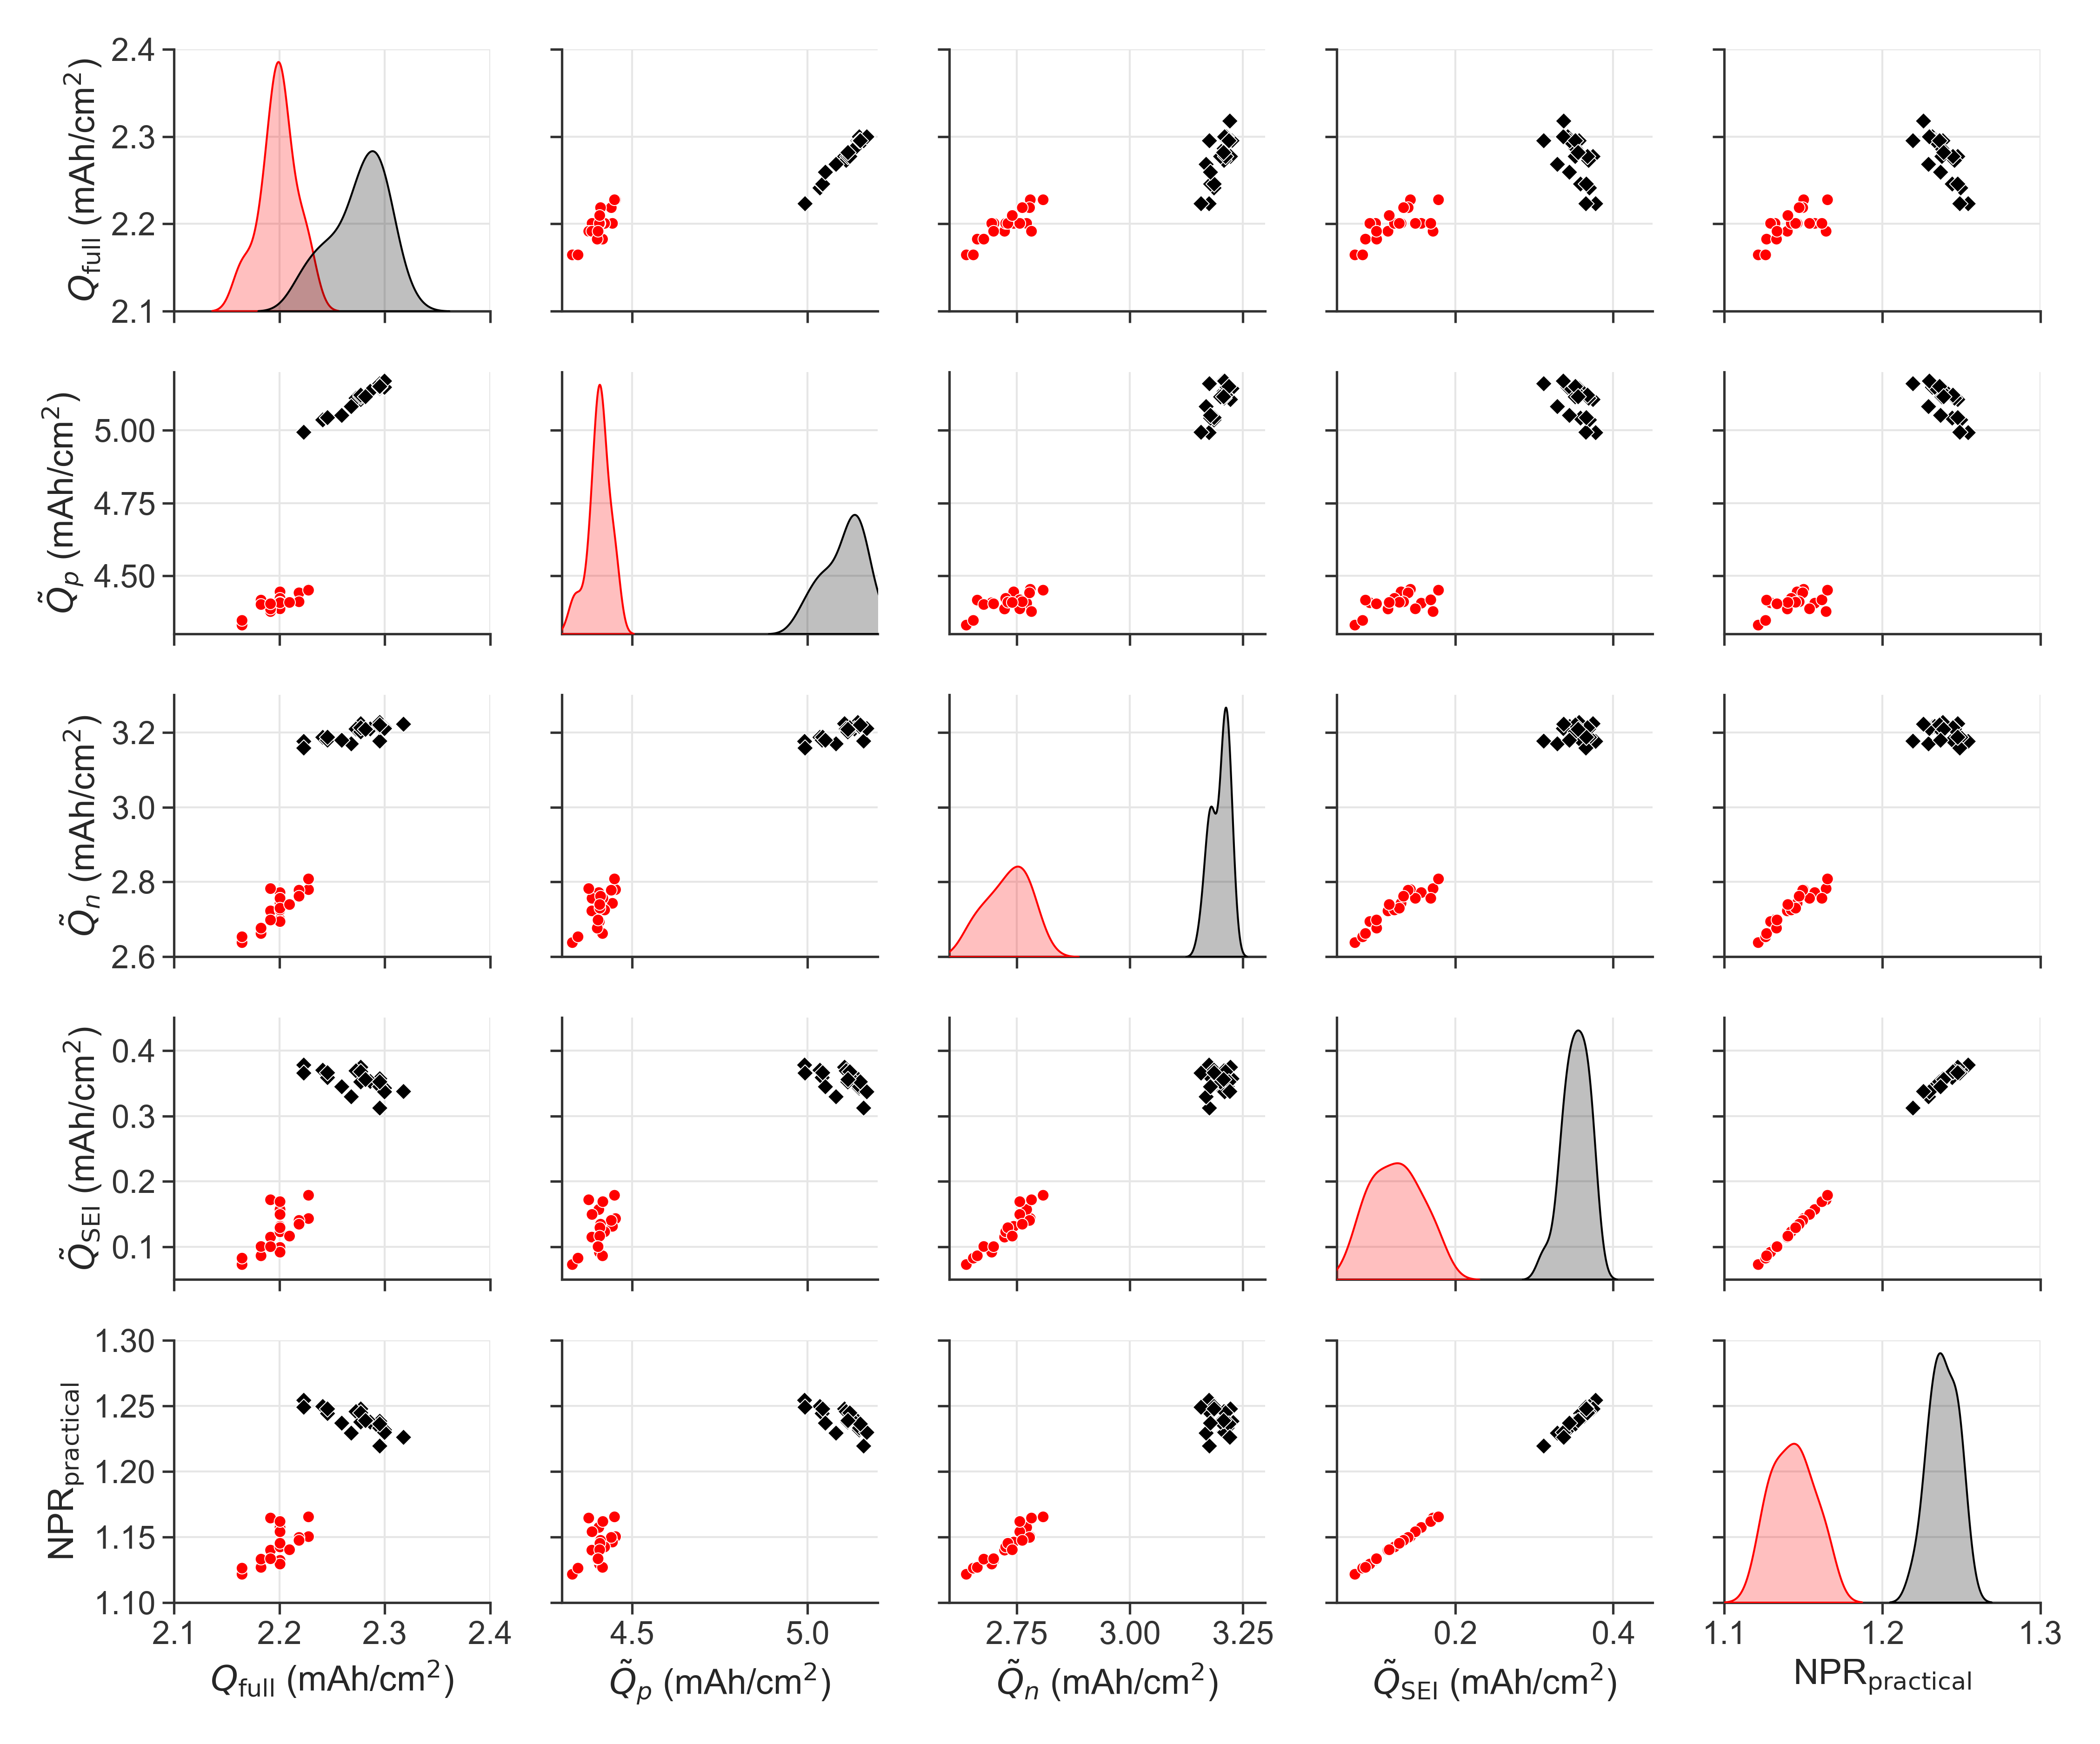 2.4
2.3
2.2
2.1
Q_full (mAh/cm²)
5.00
4.75
4.50
Q̃_p (mAh/cm²)
3.2
3.0
2.8
2.6
Q̃_n (mAh/cm²)
0.4
0.3
0.2
0.1
Q̃_SEI (mAh/cm²)
1.30
1.25
1.20
1.15
1.10
NPR_practical
2.1 2.2 2.3 2.4 4.5 5.0 2.75 3.00 3.25 0.2 0.4 1.1 1.2 1.3
Q_full (mAh/cm²) Q̃_p (mAh/cm²) Q̃_n (mAh/cm²) Q̃_SEI (mAh/cm²) NPR_practical